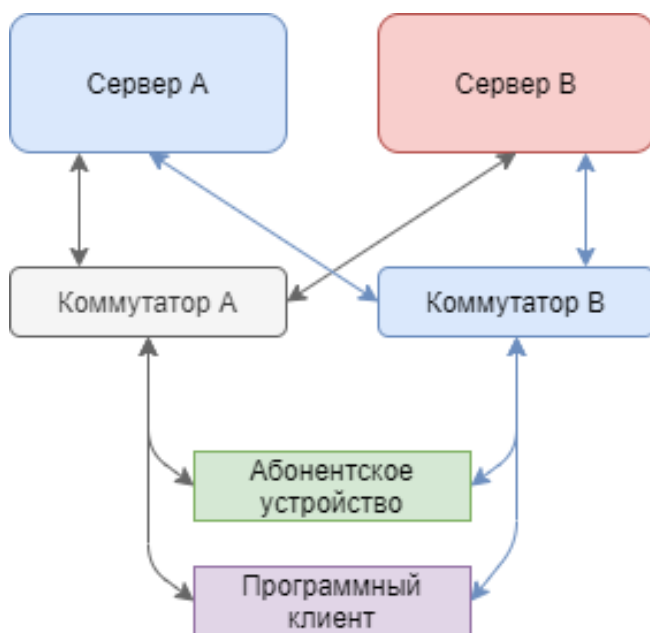 Сервер А
Сервер В
Коммутатор А
Коммутатор В
Абонентское
устройство
Программный
клиент